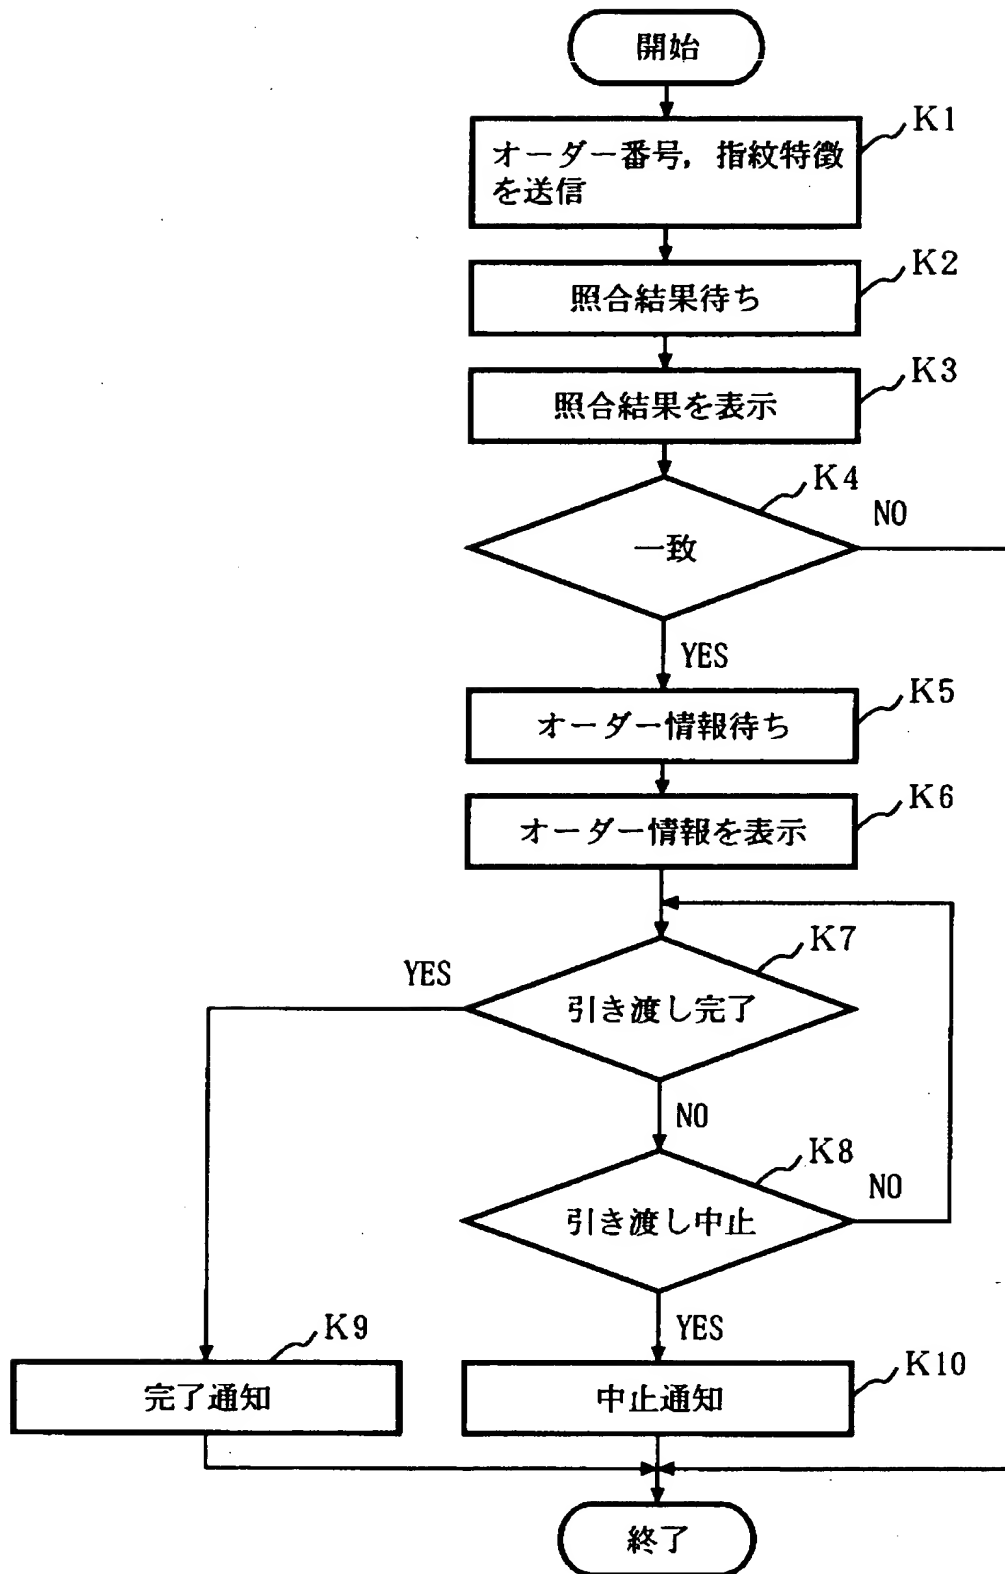 開始
K1
オーダー番号，指紋特徴
を送信
K2
照合結果待ち
K3
照合結果を表示
K4
NO
一致
YES
K5
オーダー情報待ち
K6
オーダー情報を表示
K7
YES
引き渡し完了
NO
K8
NO
引き渡し中止
YES
K9
完了通知
K10
中止通知
終了